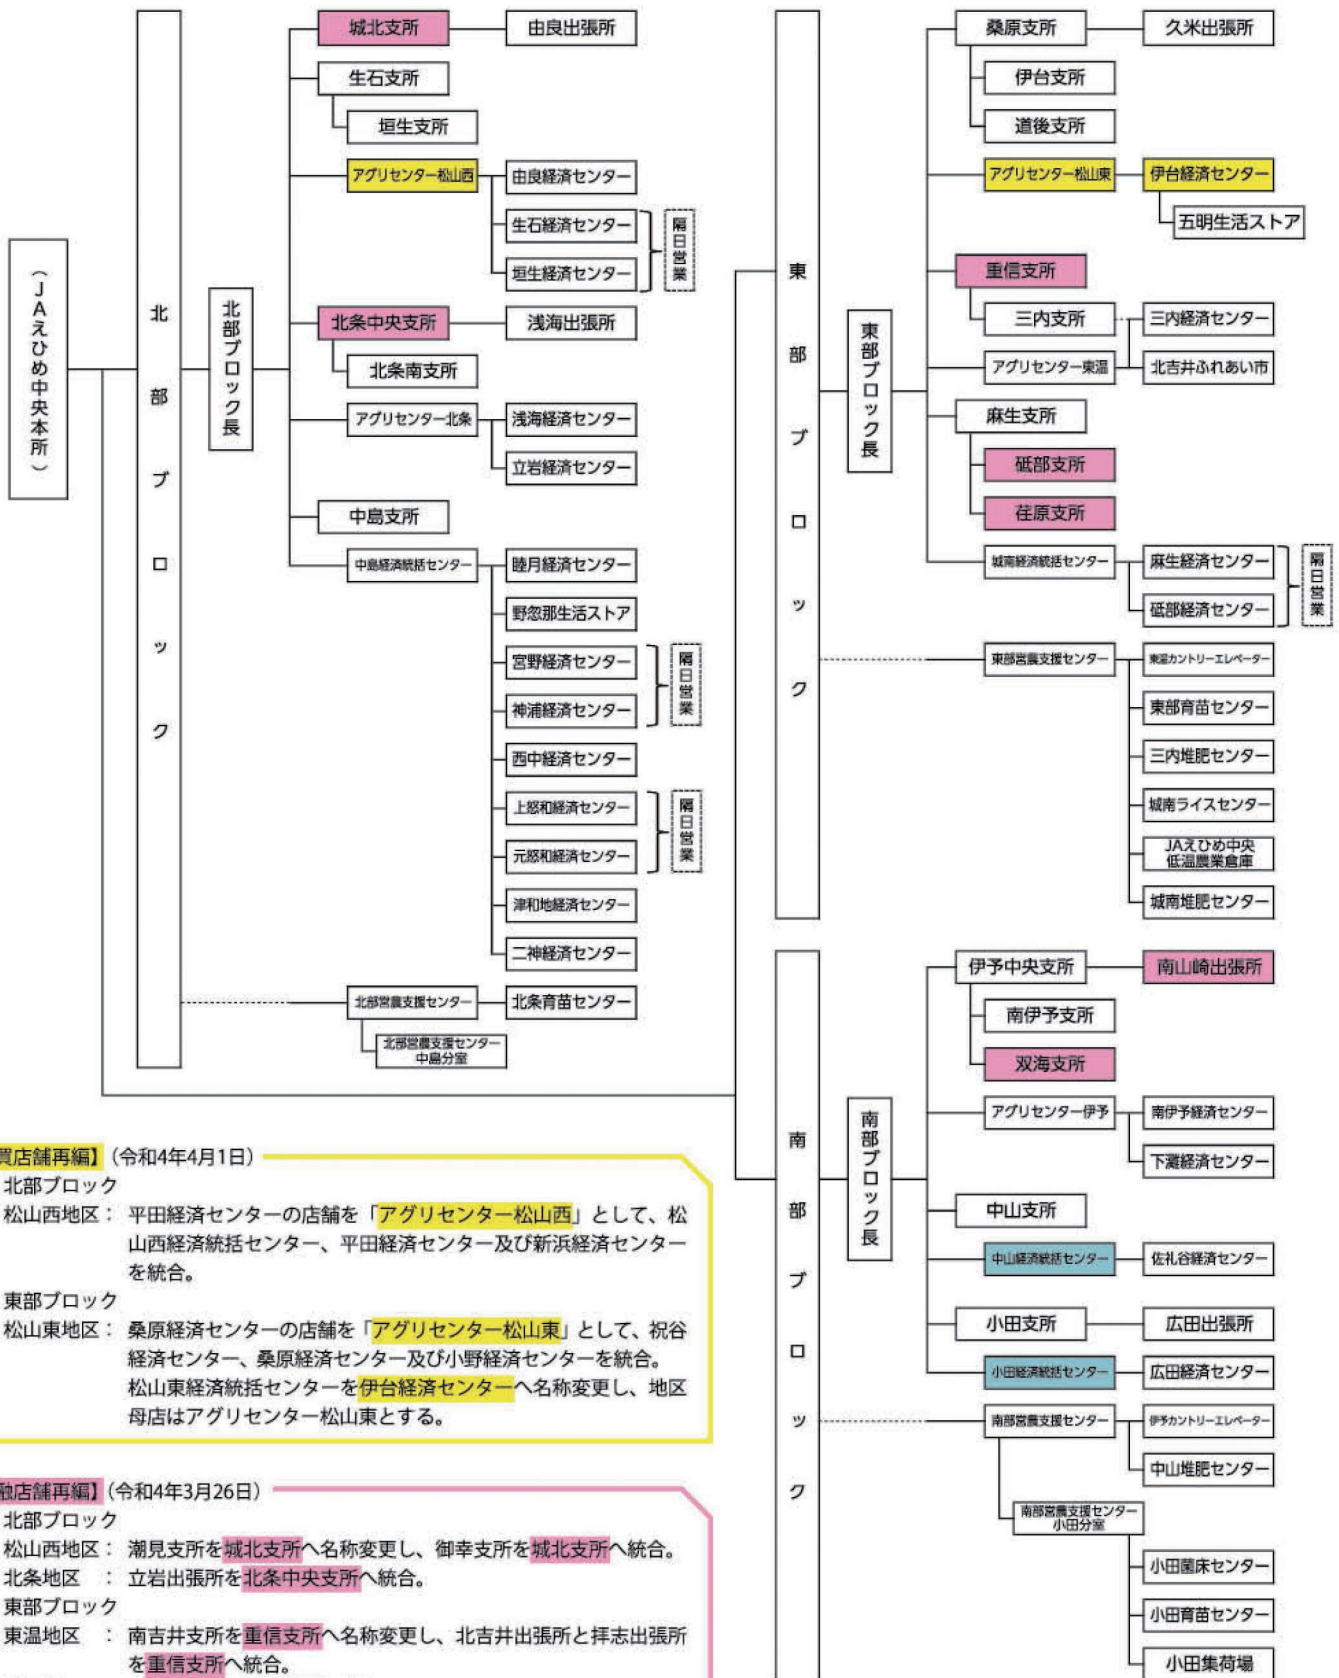 （JAえひめ中央本所）
北部ブロック
北部ブロック長
城北支所
由良出張所
生石支所
垣生支所
アグリセンター松山西
由良経済センター
生石経済センター
垣生経済センター
隔日営業
北条中央支所
浅海出張所
北条南支所
アグリセンター北条
浅海経済センター
立岩経済センター
中島支所
中島経済統括センター
睦月経済センター
野忽那生活ストア
宮野経済センター
神浦経済センター
隔日営業
西中経済センター
上怒和経済センター
元怒和経済センター
隔日営業
津和地経済センター
二神経済センター
北部営農支援センター
北条育苗センター
北部営農支援センター
中島分室
東部ブロック
東部ブロック長
桑原支所
久米出張所
伊台支所
道後支所
アグリセンター松山東
伊台経済センター
五明生活ストア
重信支所
三内支所
三内経済センター
アグリセンター東温
北吉井ふれあい市
麻生支所
砥部支所
荏原支所
城南経済統括センター
麻生経済センター
砥部経済センター
隔日営業
東部営農支援センター
東温カントリーエレベーター
東部育苗センター
三内堆肥センター
城南ライスセンター
JAえひめ中央
低温農業倉庫
城南堆肥センター
南部ブロック
南部ブロック長
伊予中央支所
南山崎出張所
南伊予支所
双海支所
アグリセンター伊予
南伊予経済センター
下灘経済センター
中山支所
中山経済統括センター
佐礼谷経済センター
小田支所
広田出張所
小田経済統括センター
広田経済センター
南部営農支援センター
伊予カントリーエレベーター
中山堆肥センター
南部営農支援センター
小田分室
小田菌床センター
小田育苗センター
小田集荷場
買店舗再編】（令和4年4月1日）
北部ブロック
松山西地区： 平田経済センターの店舗を「アグリセンター松山西」として、松
山西経済統括センター、平田経済センター及び新浜経済センター
を統合。
東部ブロック
松山東地区： 桑原経済センターの店舗を「アグリセンター松山東」として、祝谷
経済センター、桑原経済センター及び小野経済センターを統合。
松山東経済統括センターを伊台経済センターへ名称変更し、地区
母店はアグリセンター松山東とする。
融店舗再編】（令和4年3月26日）
北部ブロック
松山西地区： 潮見支所を城北支所へ名称変更し、御幸支所を城北支所へ統合。
北条地区 ： 立岩出張所を北条中央支所へ統合。
東部ブロック
東温地区 ： 南吉井支所を重信支所へ名称変更し、北吉井出張所と拝志出張所
を重信支所へ統合。